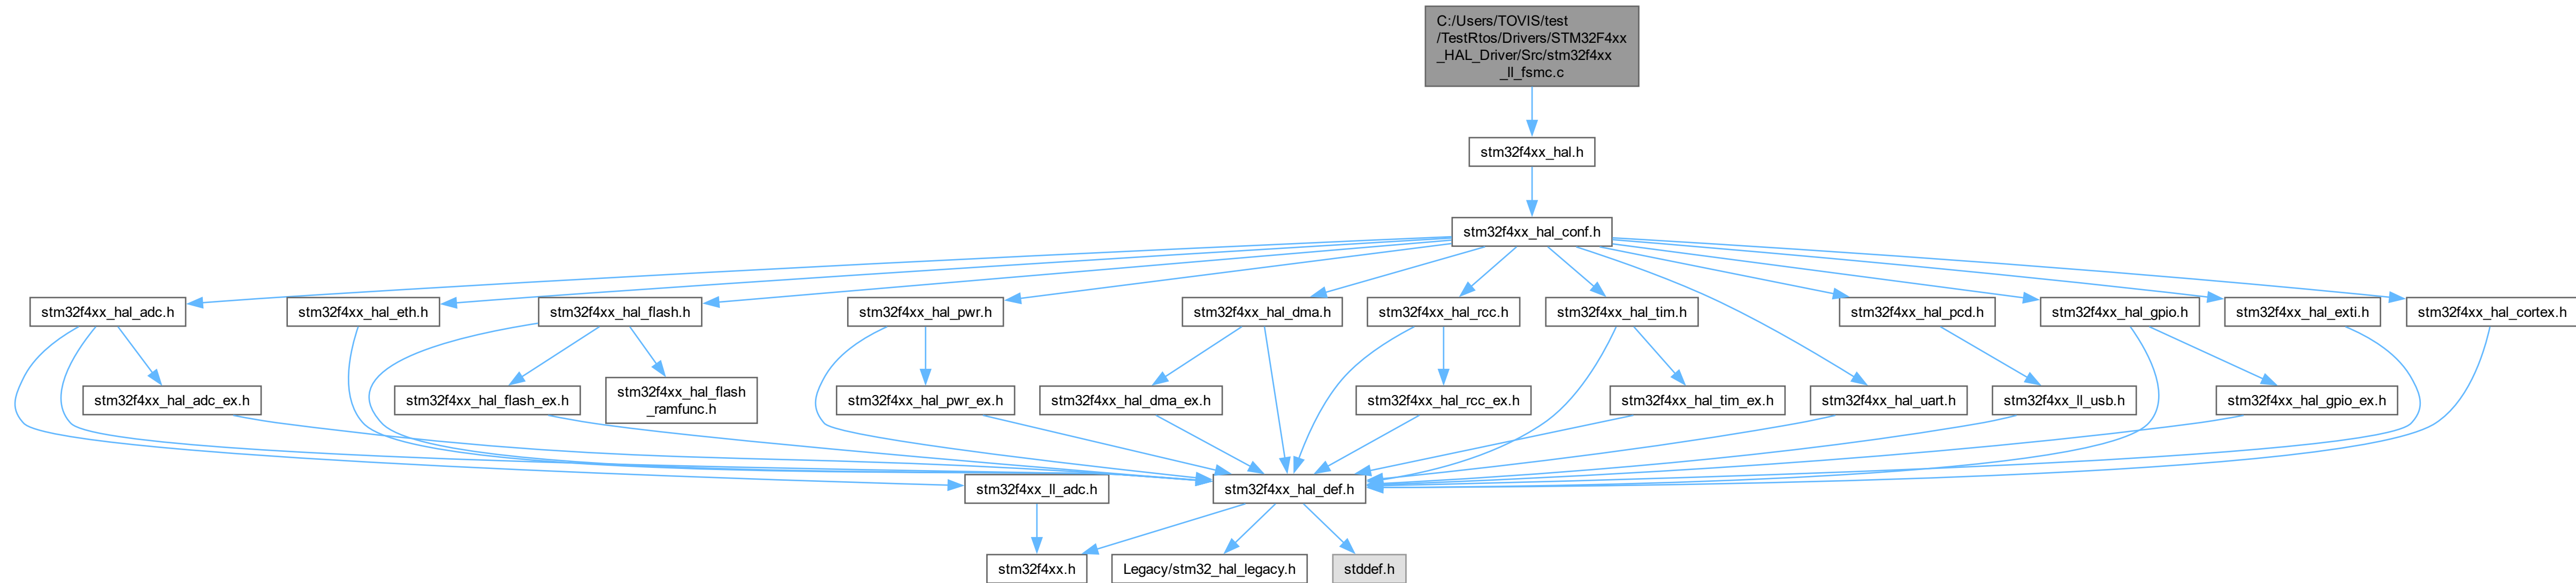 C:/Users/TOVIS/test
/TestRtos/Drivers/STM32F4xx
_HAL_Driver/Src/stm32f4xx
_ll_fsmc.c
stm32f4xx_hal.h
stm32f4xx_hal_conf.h
stm32f4xx_hal_adc.h
stm32f4xx_hal_eth.h
stm32f4xx_hal_flash.h
stm32f4xx_hal_pwr.h
stm32f4xx_hal_dma.h
stm32f4xx_hal_rcc.h
stm32f4xx_hal_tim.h
stm32f4xx_hal_pcd.h
stm32f4xx_hal_gpio.h
stm32f4xx_hal_exti.h
stm32f4xx_hal_cortex.h
stm32f4xx_hal_adc_ex.h
stm32f4xx_hal_flash_ex.h
stm32f4xx_hal_flash
_ramfunc.h
stm32f4xx_hal_pwr_ex.h
stm32f4xx_hal_dma_ex.h
stm32f4xx_hal_rcc_ex.h
stm32f4xx_hal_tim_ex.h
stm32f4xx_hal_uart.h
stm32f4xx_ll_usb.h
stm32f4xx_hal_gpio_ex.h
stm32f4xx_ll_adc.h
stm32f4xx_hal_def.h
stm32f4xx.h
Legacy/stm32_hal_legacy.h
stddef.h